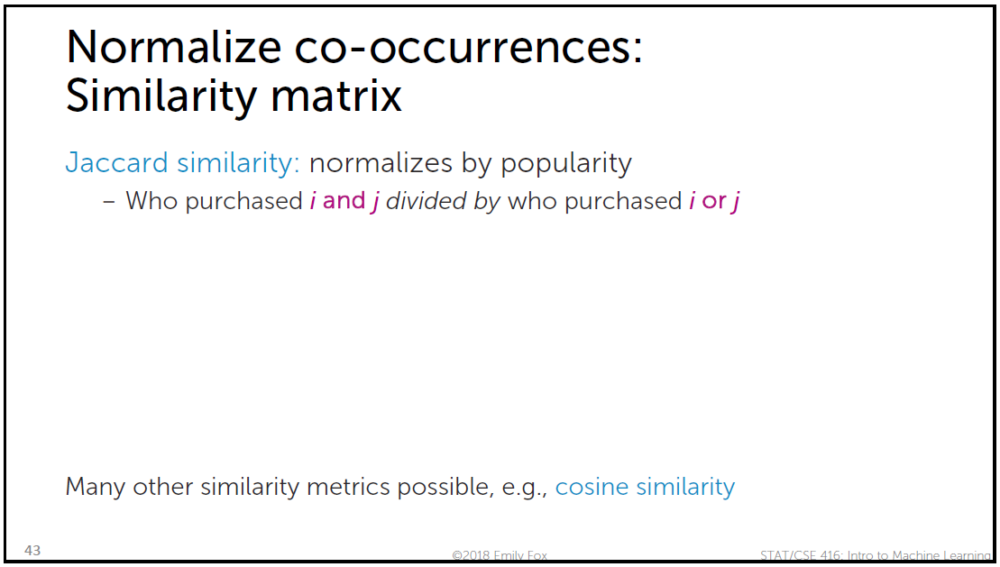 Normalize co-occurrences:
Similarity matrix
Jaccard similarity: normalizes by popularity
– Who purchased i and j divided by who purchased i or j
Many other similarity metrics possible, e.g., cosine similarity
43
©2018 Emily Fox
STAT/CSE 416: Intro to Machine Learning